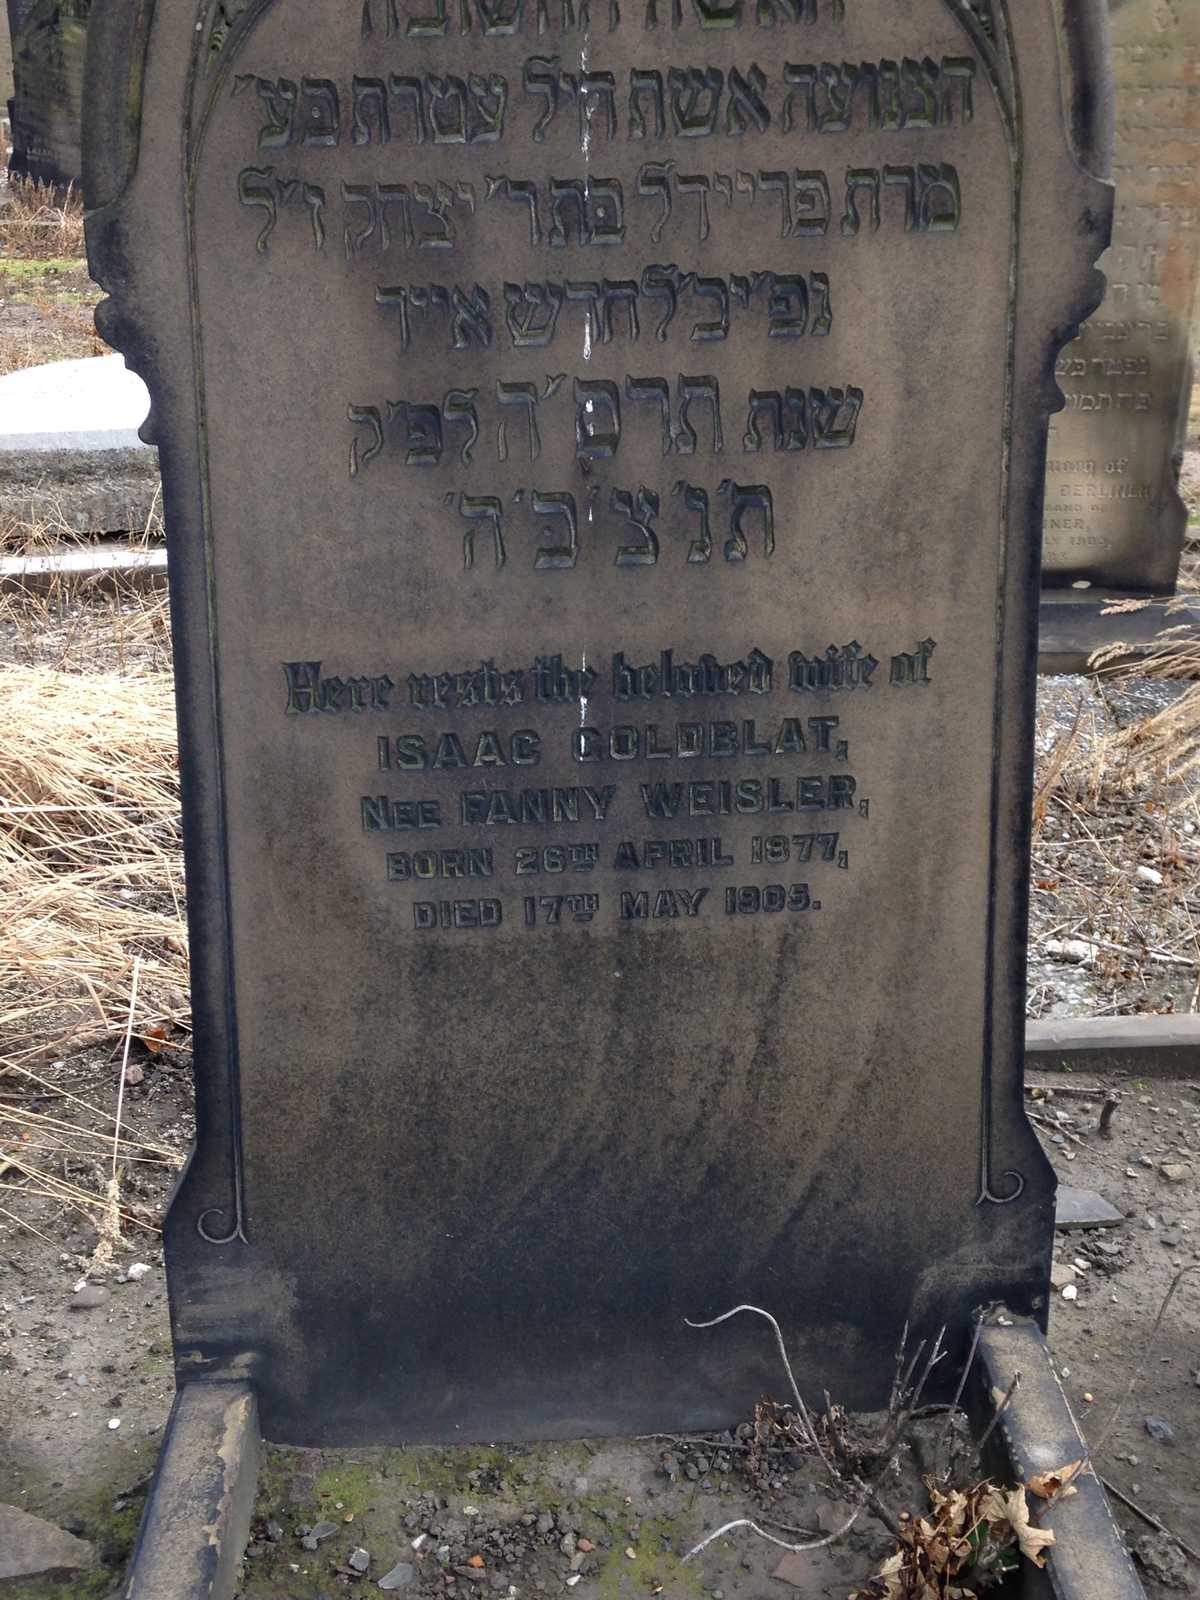 האשה החשובה
הצנועה אשת חיל עטרת בע״
מרת פריידל בת ר׳ יצחק ז״ל
נפ׳ י״ב לחדש אייר
שנת תרס״ה לפ״ק
ת׳נ׳צ׳ב׳ה׳
Here rests the beloved wife of
ISAAC GOLDBLAT,
NEE FANNY WEISLER,
BORN 26TH APRIL 1877,
DIED 17TH MAY 1905.
BERLINER